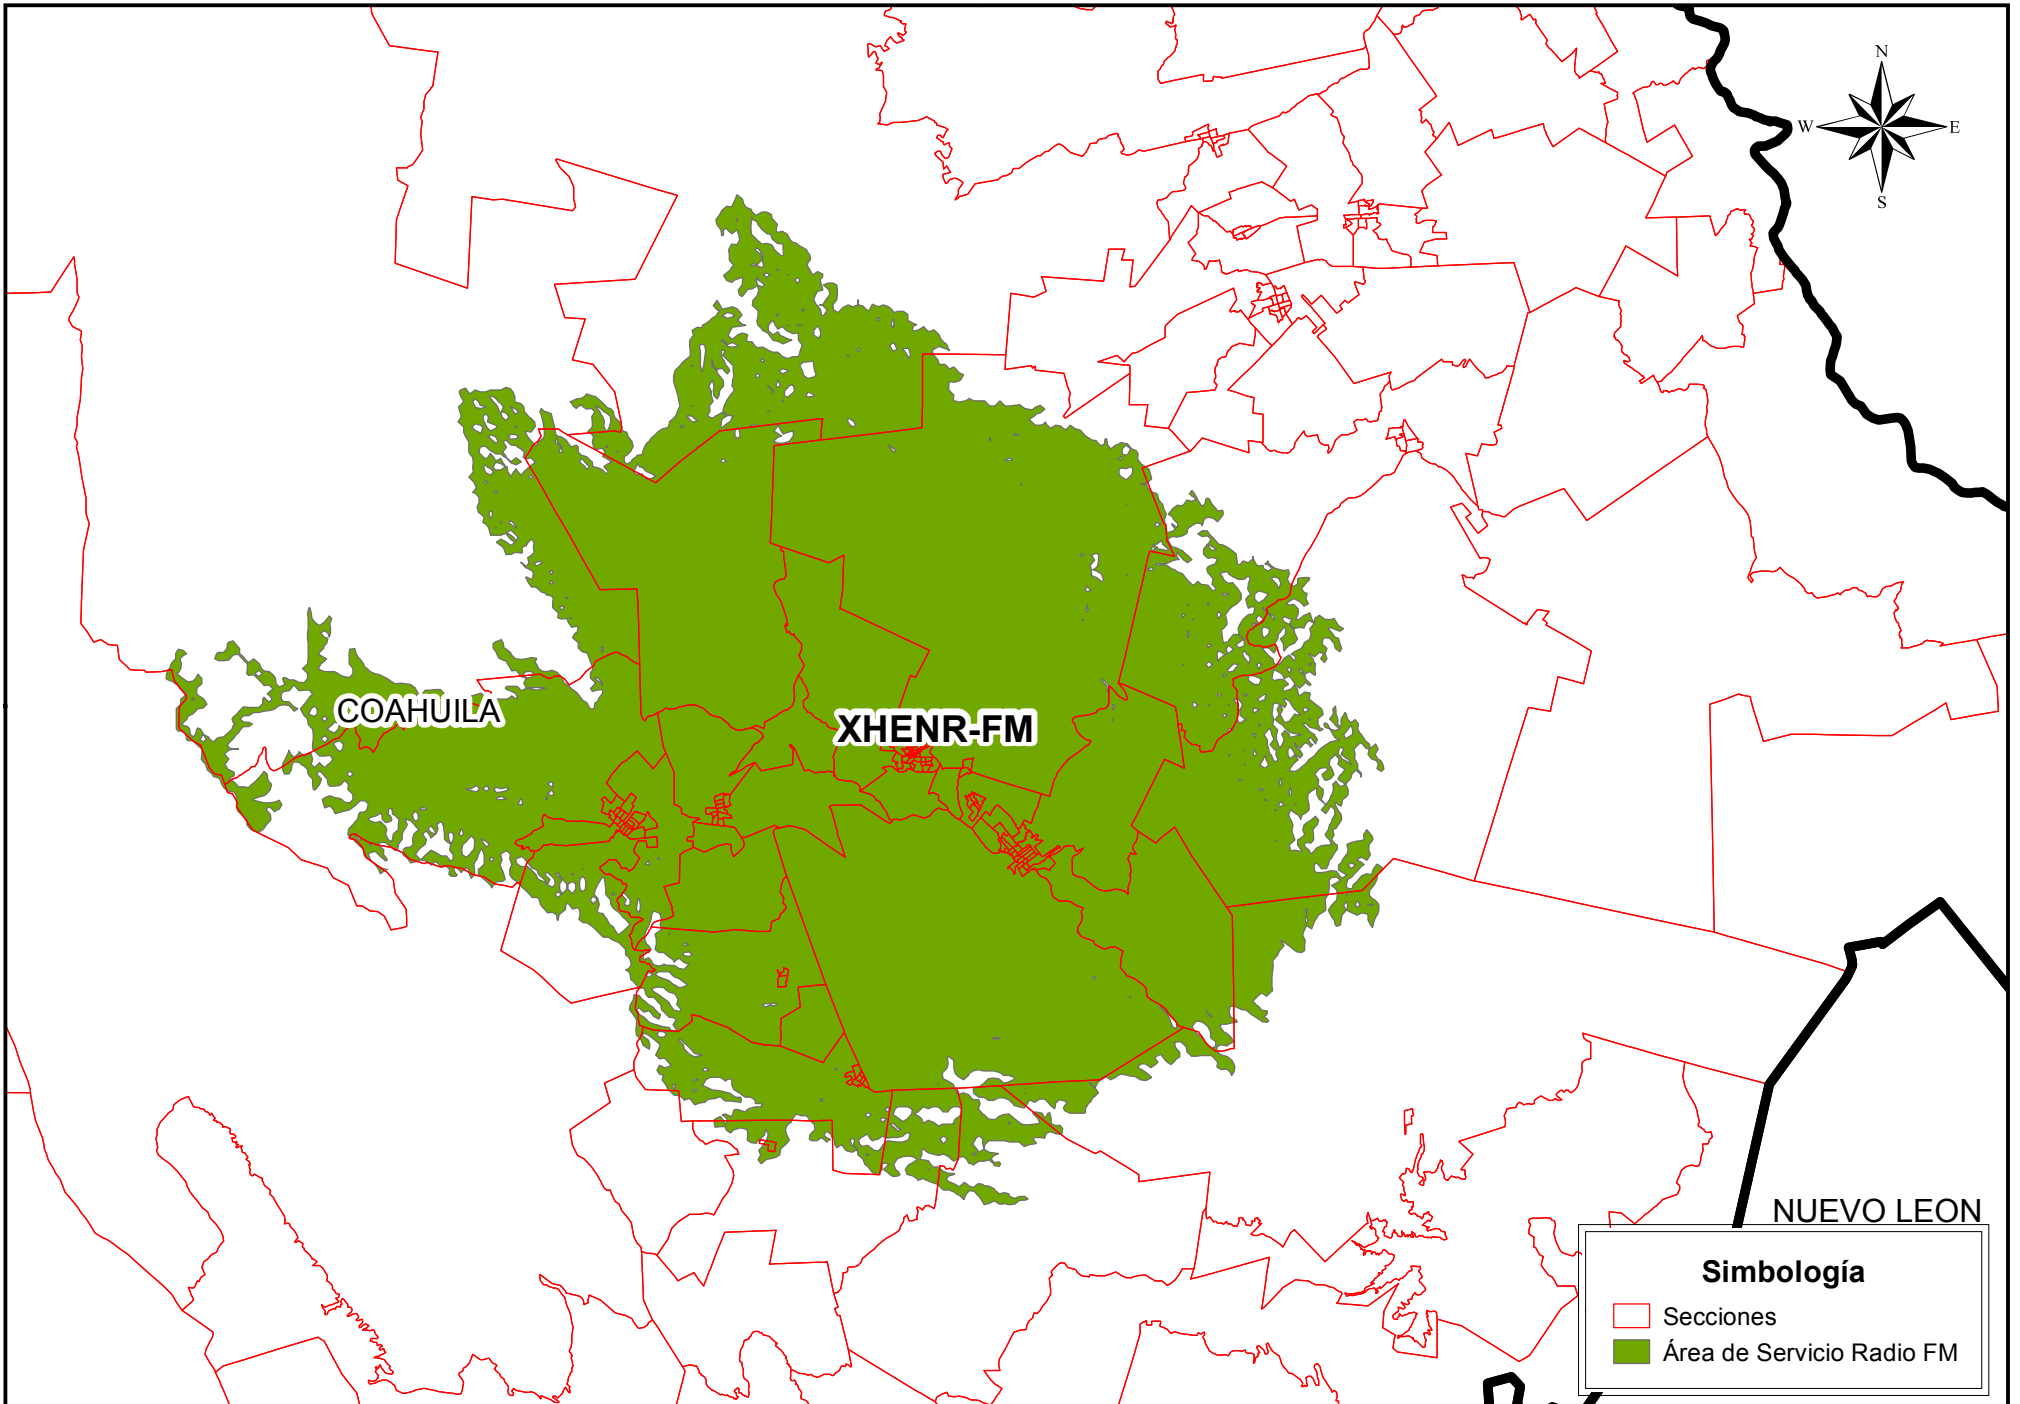 N
W E
S
COAHUILA
XHENR-FM
NUEVO LEON
Simbología
Secciones
Área de Servicio Radio FM